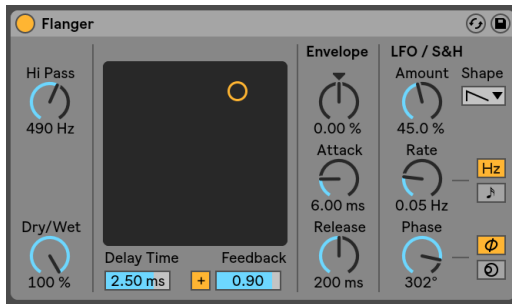 Flanger
Hi Pass
490 Hz
Dry/Wet
100 %
Delay Time
2.50 ms
+
Feedback
0.90
Envelope
0.00 %
Attack
6.00 ms
Release
200 ms
LFO / S&H
Amount
45.0 %
Shape
Rate
0.05 Hz
Hz
♪
Phase
302°
ϕ